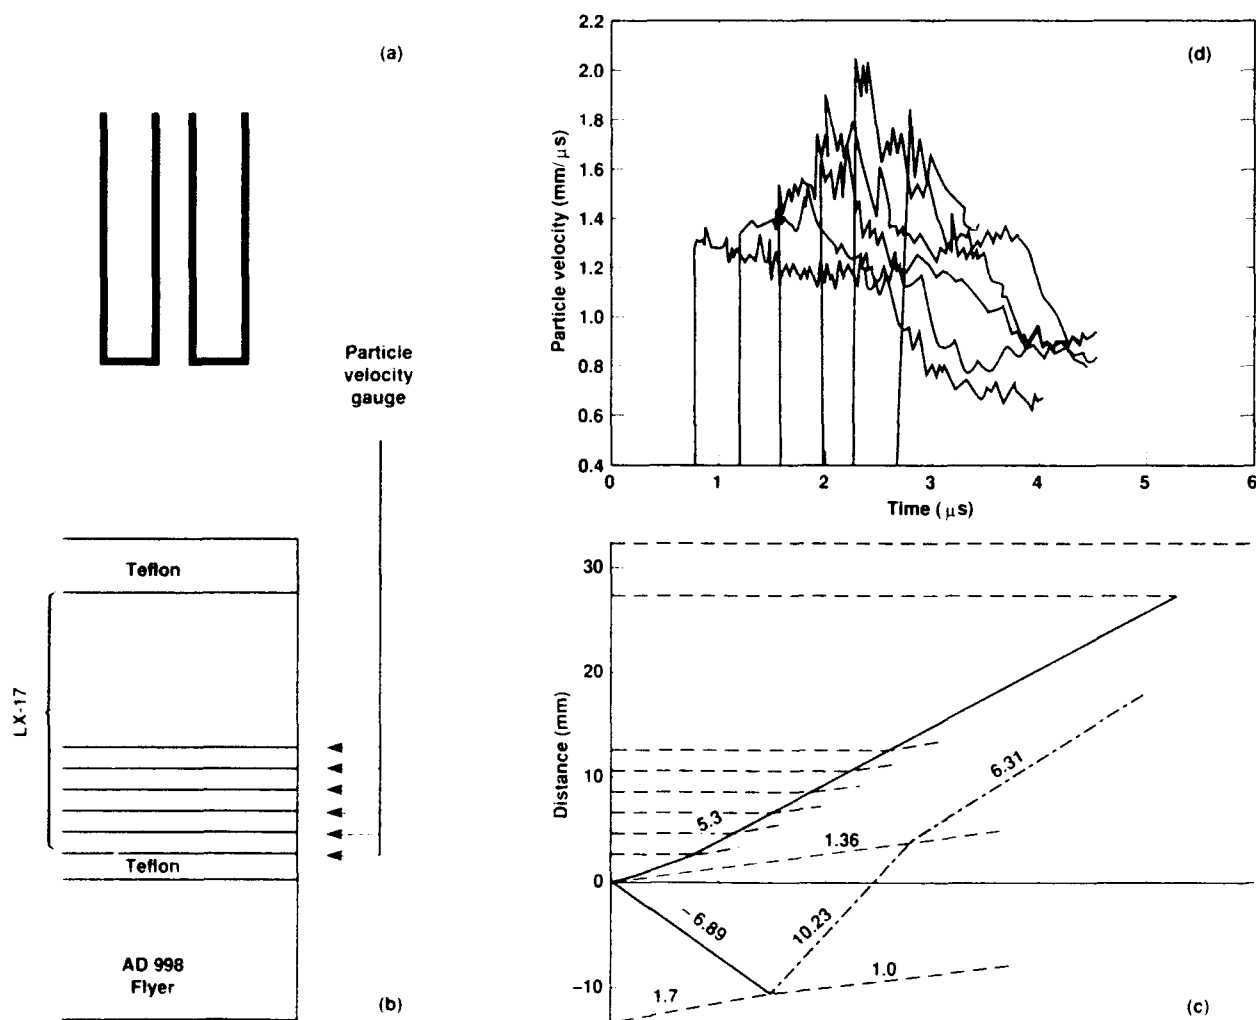 (a)
Particle
velocity
gauge
Teflon
LX-17
Teflon
AD 998
Flyer
(b)
(d)
Particle velocity (mm/μs)
2.2
2.0
1.8
1.6
1.4
1.2
1.0
0.8
0.6
0.4
0 1 2 3 4 5 6
Time (μs)
Distance (mm)
30
20
10
0
−10
5.3
1.36
6.31
−6.89
10.23
1.7
1.0
(c)